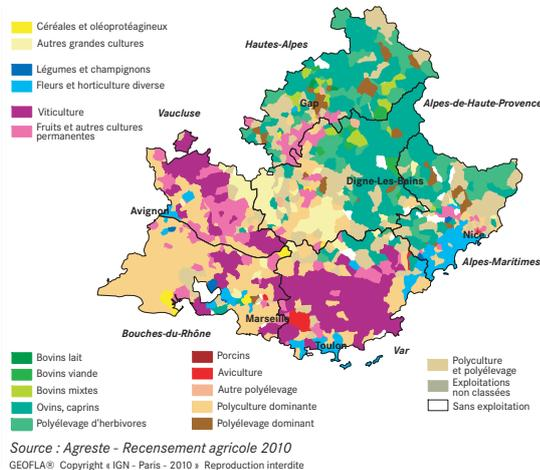 Céréales et oléoprotéagineux
Autres grandes cultures
Légumes et champignons
Fleurs et horticulture diverse
Viticulture
Fruits et autres cultures
permanentes
Hautes-Alpes
Gap
Alpes-de-Haute-Provence
Vaucluse
Digne-Les-Bains
Avignon
Nice
Alpes-Maritimes
Marseille
Toulon
Bouches-du-Rhône
Var
Bovins lait
Bovins viande
Bovins mixtes
Ovins, caprins
Polyélevage d'herbivores
Porcins
Aviculture
Autre polyélevage
Polyculture dominante
Polyélevage dominant
Polyculture
et polyélevage
Exploitations
non classées
Sans exploitation
Source : Agreste - Recensement agricole 2010
GEOFLA® Copyright « IGN - Paris - 2010 » Reproduction interdite